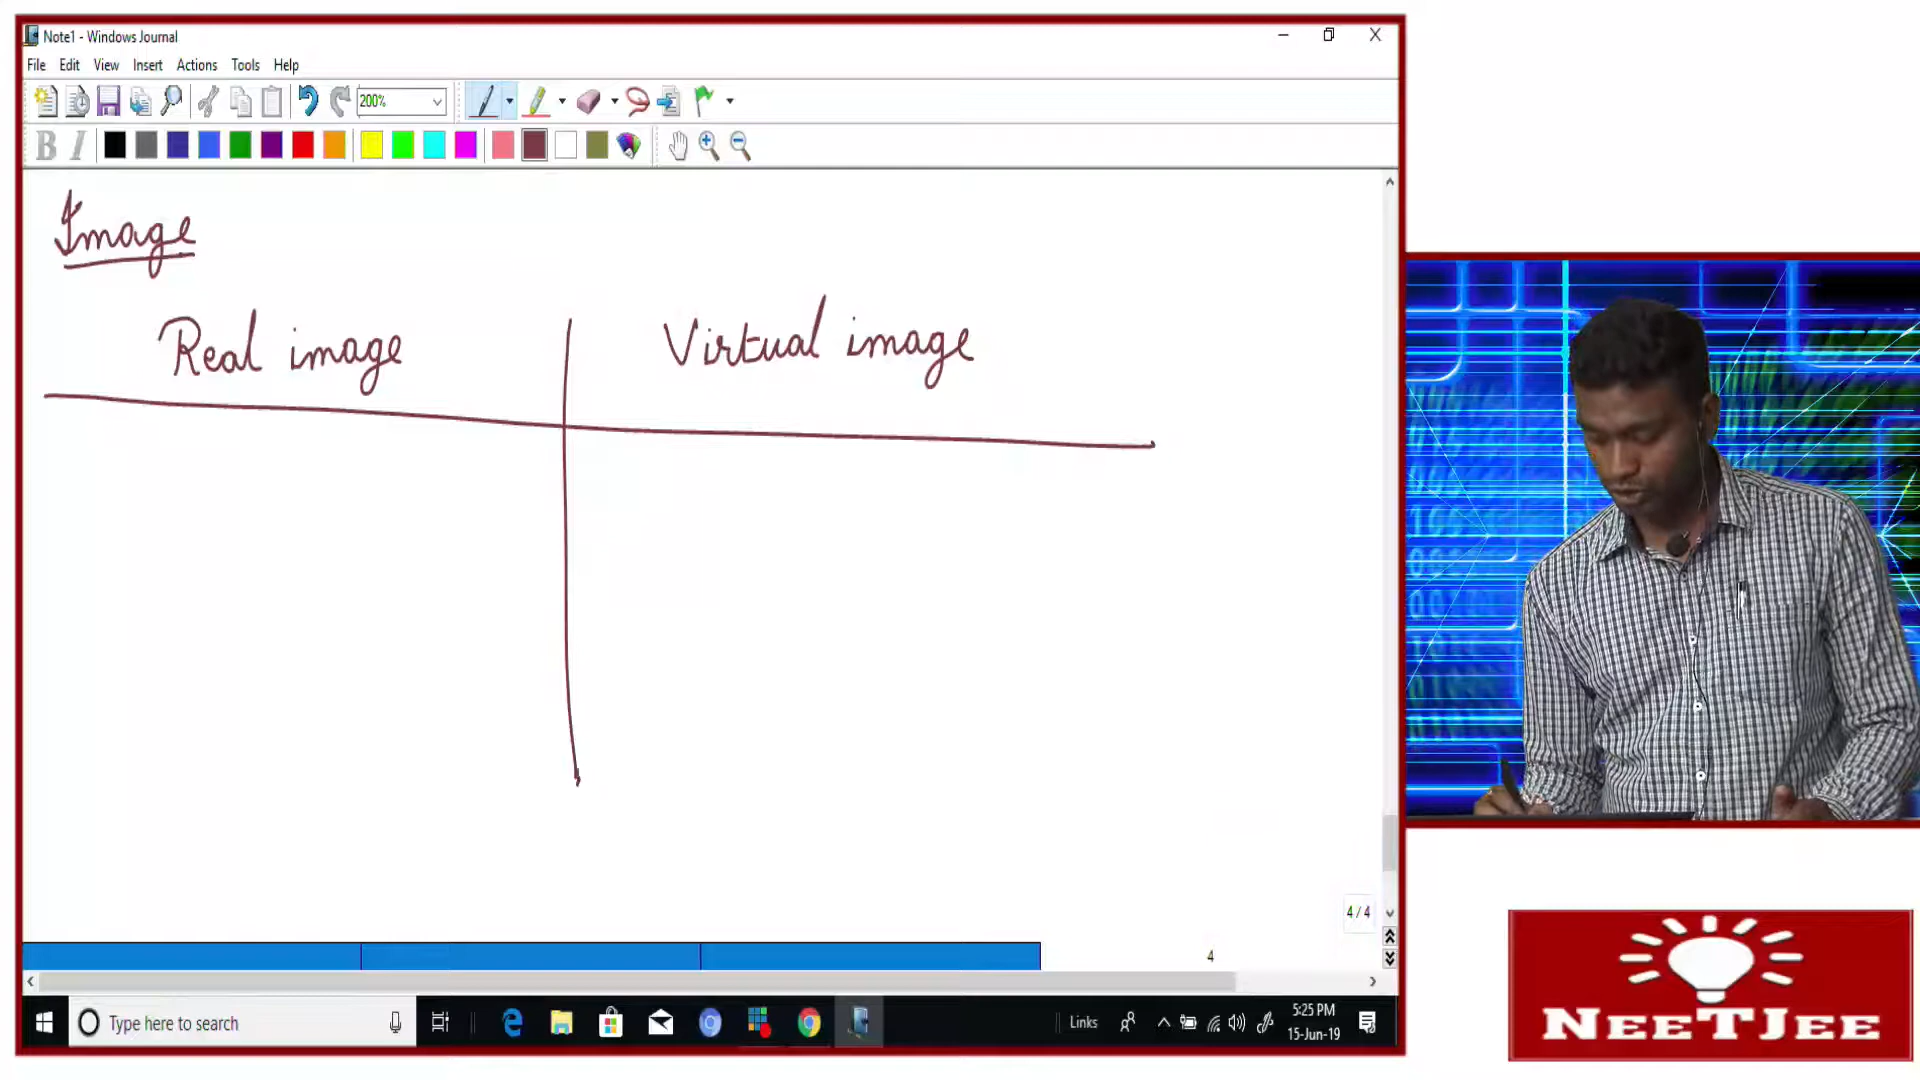 Note1 - Windows Journal
File Edit View Insert Actions Tools Help
200%
B I
Image
Real image Virtual image
4 / 4
4
Type here to search
Links
5:25 PM
15-Jun-19
NEETJEE